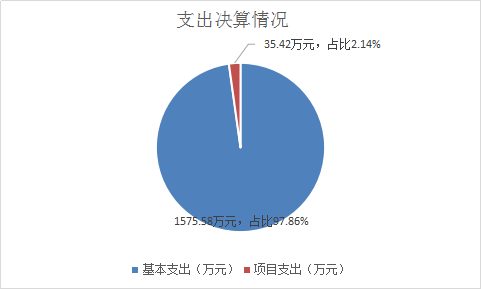 支出决算情况
35.42万元，占比2.14%
1575.58万元，占比97.86%
基本支出（万元） 项目支出（万元）